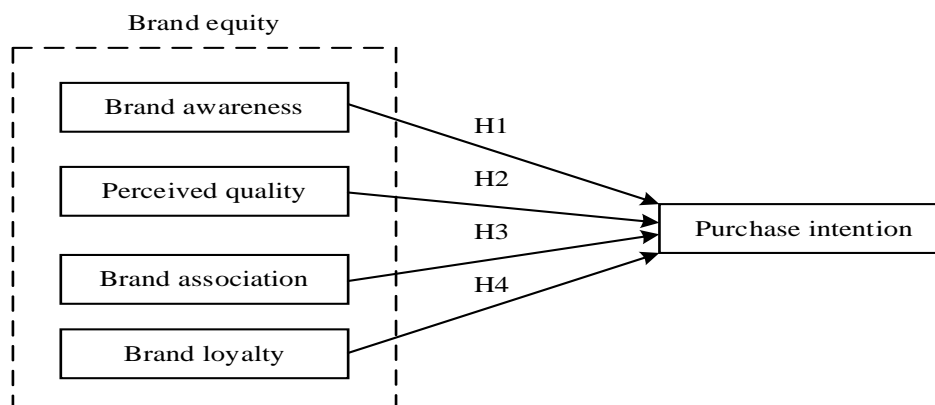 Brand equity
Brand awareness
H1
Perceived quality
H2
Purchase intention
H3
Brand association
H4
Brand loyalty